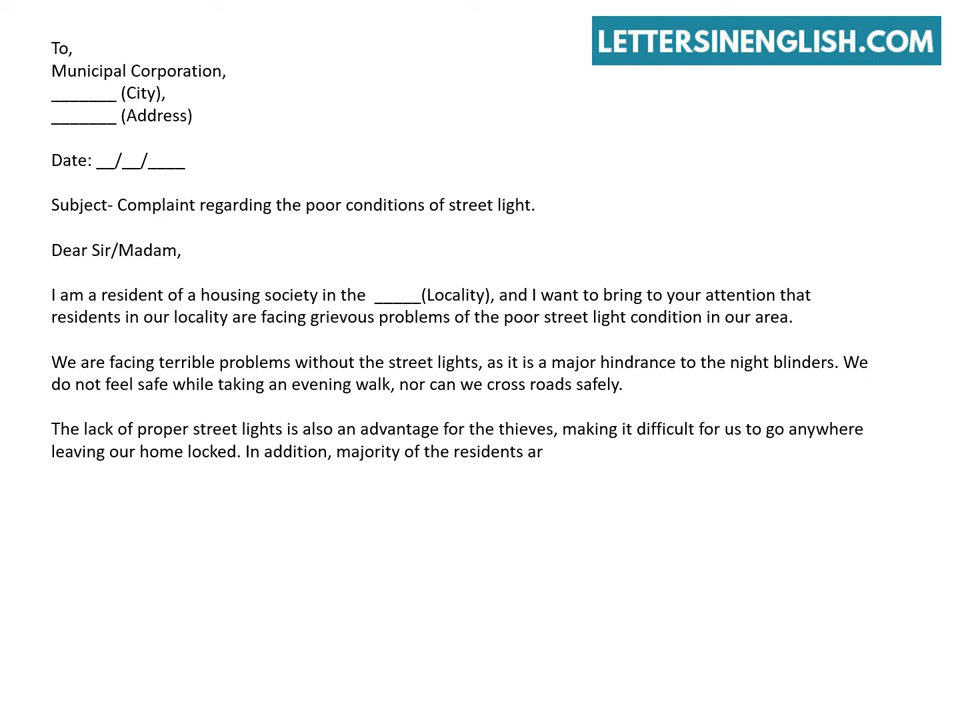 LETTERSINENGLISH.COM
To,
Municipal Corporation,
_______ (City),
_______ (Address)
Date: __/__/____
Subject- Complaint regarding the poor conditions of street light.
Dear Sir/Madam,
I am a resident of a housing society in the  _____(Locality), and I want to bring to your attention that
residents in our locality are facing grievous problems of the poor street light condition in our area.
We are facing terrible problems without the street lights, as it is a major hindrance to the night blinders. We
do not feel safe while taking an evening walk, nor can we cross roads safely.
The lack of proper street lights is also an advantage for the thieves, making it difficult for us to go anywhere
leaving our home locked. In addition, majority of the residents ar